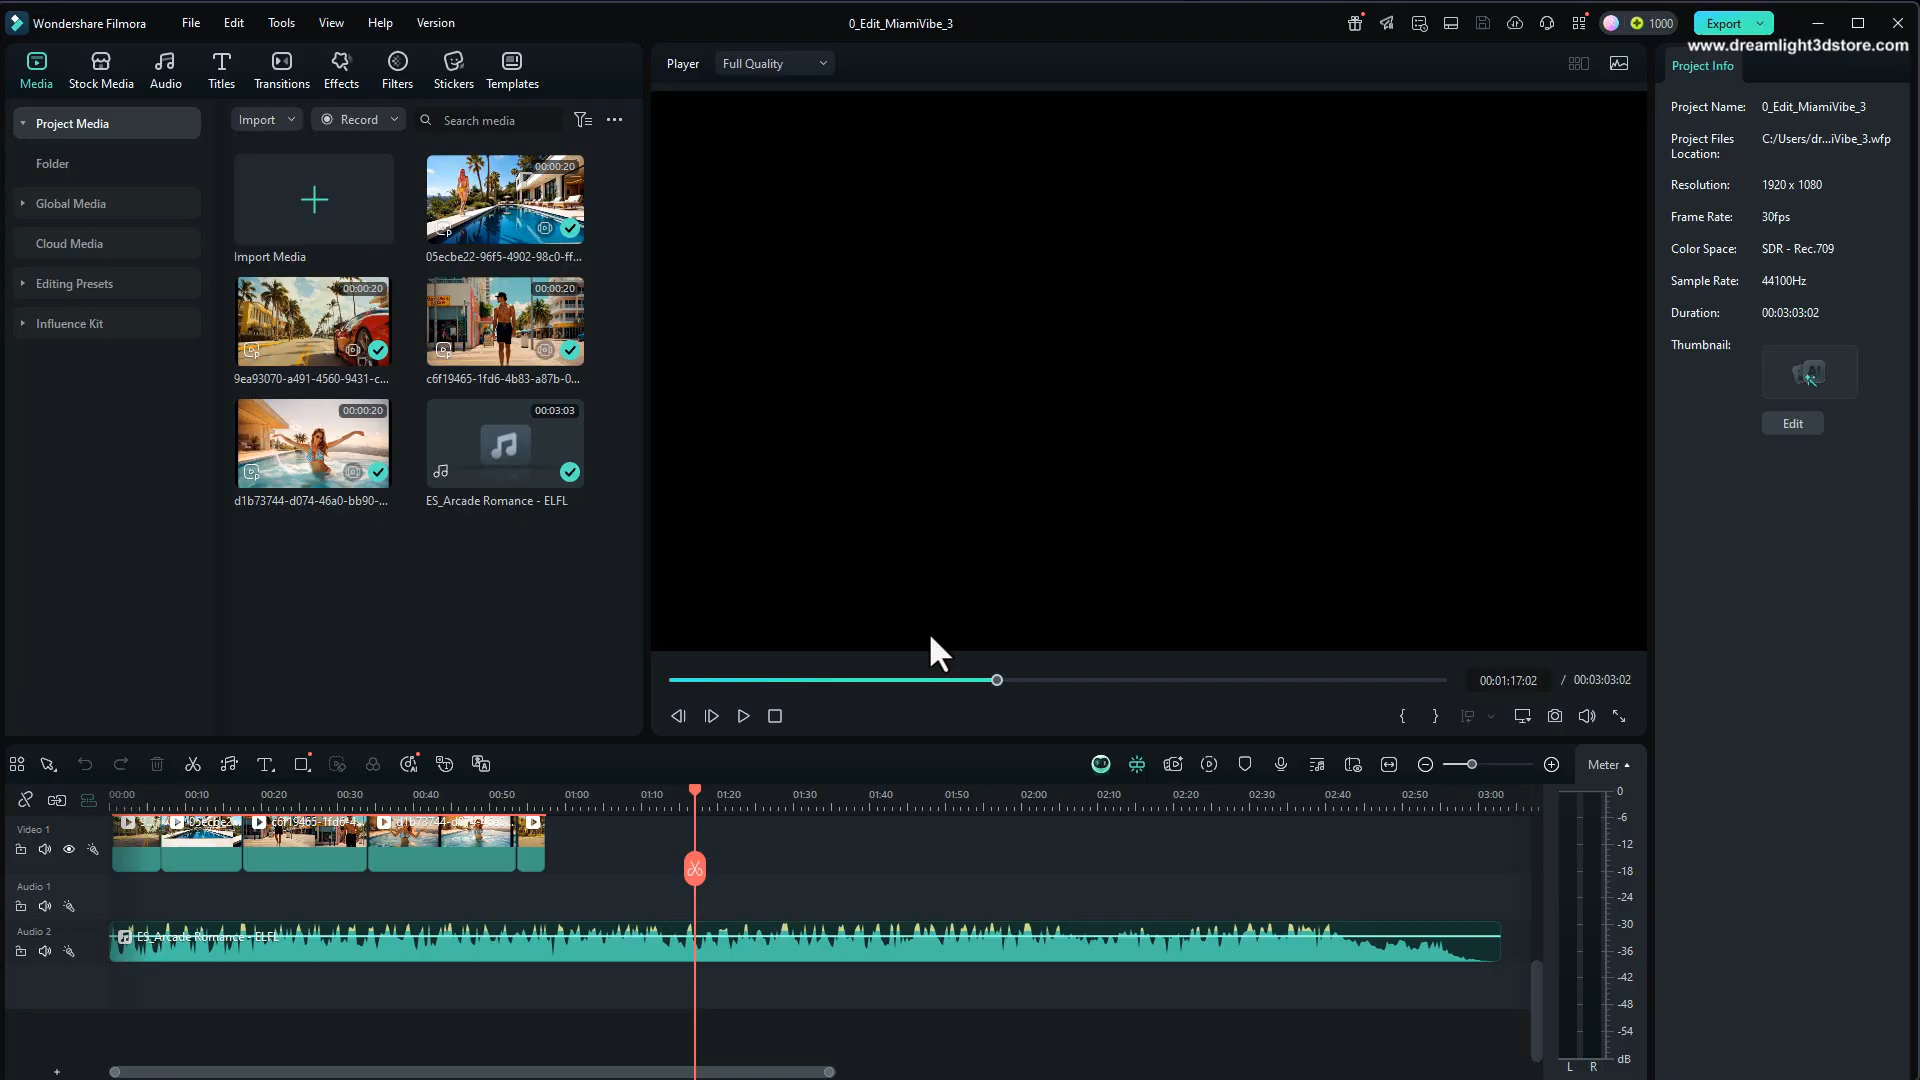 Wondershare Filmora
File
Edit
Tools
View
Help
Version
0_Edit_MiamiVibe_3
1000
Export
www.dreamlight3dstore.com
Media
Stock Media
Audio
Titles
Transitions
Effects
Filters
Stickers
Templates
Player
Full Quality
Project Info
Project Media
Folder
Global Media
Cloud Media
Editing Presets
Influence Kit
Import
Record
Search media
Import Media
00:00:20
05ecbe22-96f5-4902-98c0-ff...
00:00:20
9ea93070-a491-4560-9431-c...
00:00:20
c6f19465-1fd6-4b83-a87b-0...
00:00:20
d1b73744-d074-46a0-bb90-...
00:03:03
ES_Arcade Romance - ELFL
Project Name: 0_Edit_MiamiVibe_3
Project Files Location: C:/Users/dr...iVibe_3.wfp
Resolution: 1920 x 1080
Frame Rate: 30fps
Color Space: SDR - Rec.709
Sample Rate: 44100Hz
Duration: 00:03:03:02
Thumbnail:
Edit
00:01:17:02 / 00:03:03:02
Meter
00:00 00:10 00:20 00:30 00:40 00:50 01:00 01:10 01:20 01:30 01:40 01:50 02:00 02:10 02:20 02:30 02:40 02:50 03:00
Video 1
c6f19465-1fd6-4...
Audio 1
Audio 2
ES_Arcade Romance - ELFL
0
-6
-12
-18
-24
-30
-36
-42
-48
-54
dB
L R